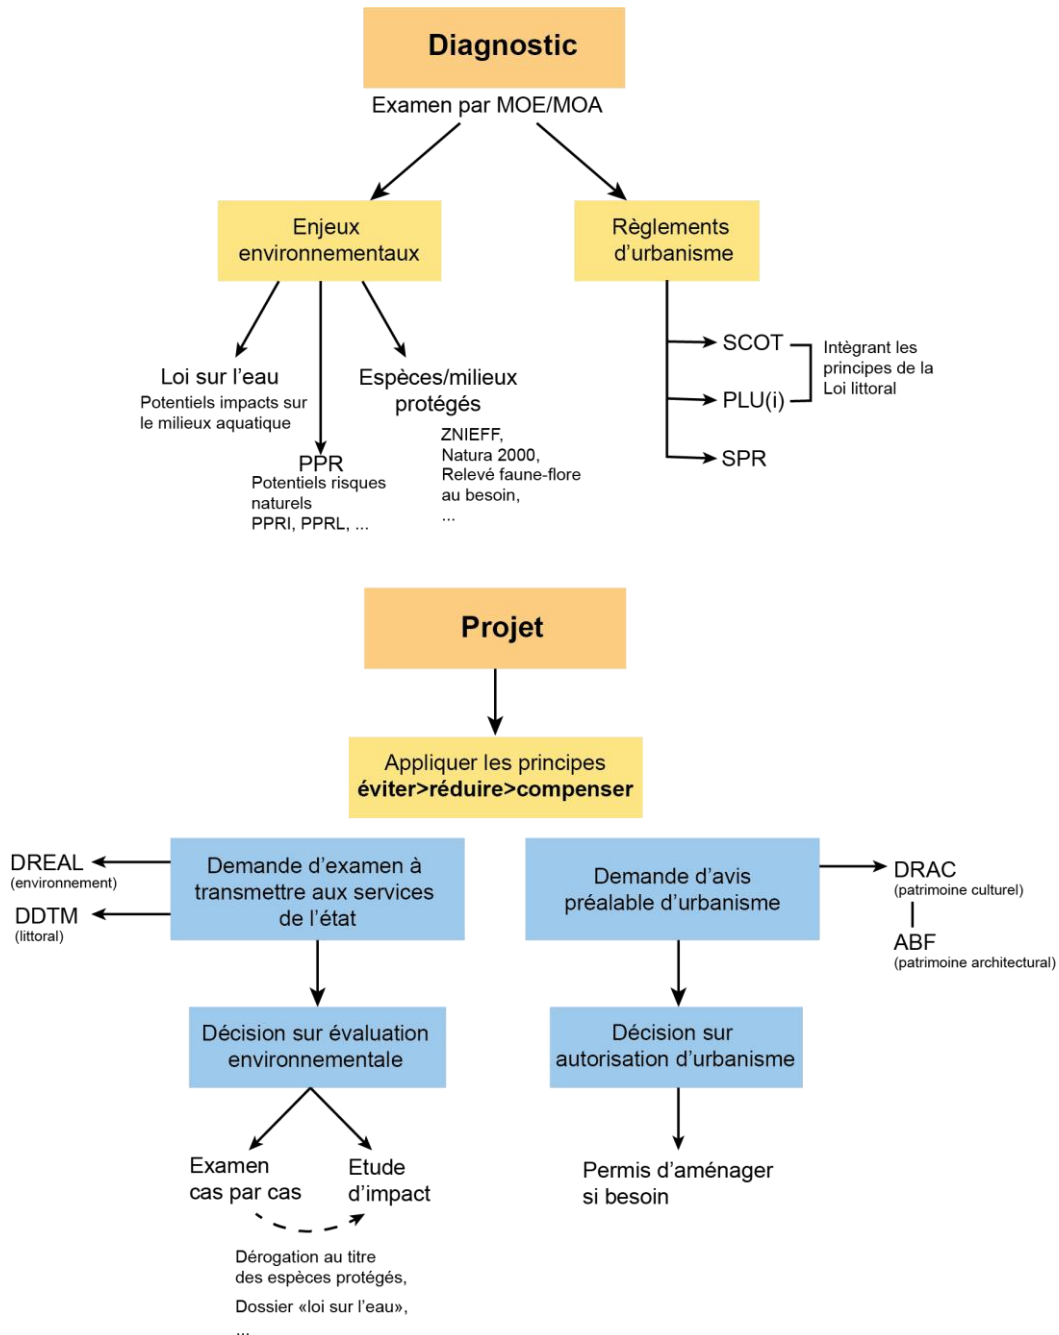 Diagnostic
Examen par MOE/MOA
Enjeux
environnementaux
Règlements
d'urbanisme
Loi sur l'eau
Potentiels impacts sur
le milieux aquatique
PPR
Potentiels risques
naturels
PPRI, PPRL, ...
Espèces/milieux
protégés
ZNIEFF,
Natura 2000,
Relevé faune-flore
au besoin,
...
SCOT
PLU(i)
SPR
Intègrant les
principes de la
Loi littoral
Projet
Appliquer les principes
éviter>réduire>compenser
DREAL
(environnement)
DDTM
(littoral)
Demande d'examen à
transmettre aux services
de l'état
Demande d'avis
préalable d'urbanisme
DRAC
(patrimoine culturel)
ABF
(patrimoine architectural)
Décision sur évaluation
environnementale
Décision sur
autorisation d'urbanisme
Examen
cas par cas
Etude
d'impact
Permis d'aménager
si besoin
Dérogation au titre
des espèces protégés,
Dossier «loi sur l'eau»,
...